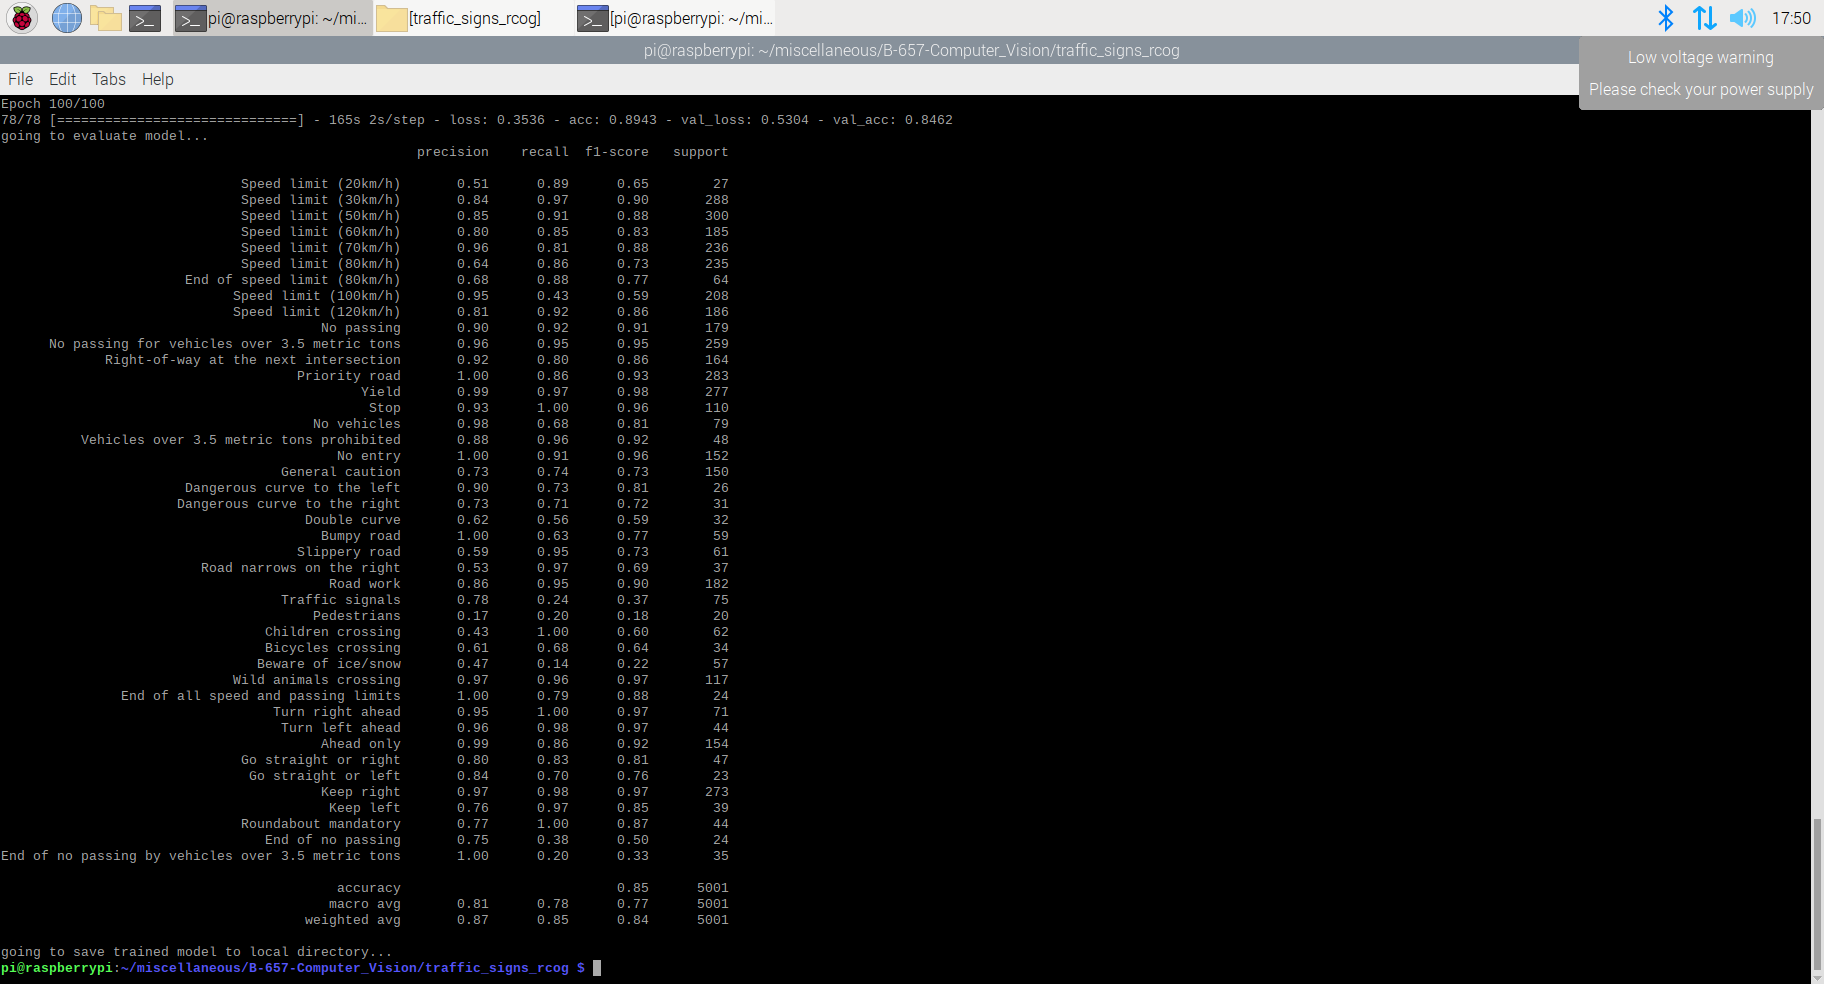 pi@raspberrypi: ~/mi... [traffic_signs_rcog] [pi@raspberrypi: ~/mi... 17:50
pi@raspberrypi: ~/miscellaneous/B-657-Computer_Vision/traffic_signs_rcog
Low voltage warning
Please check your power supply
File Edit Tabs Help
Epoch 100/100
78/78 [==============================] - 165s 2s/step - loss: 0.3536 - acc: 0.8943 - val_loss: 0.5304 - val_acc: 0.8462
going to evaluate model...
precision recall f1-score support
Speed limit (20km/h) 0.51 0.89 0.65 27
Speed limit (30km/h) 0.84 0.97 0.90 288
Speed limit (50km/h) 0.85 0.91 0.88 300
Speed limit (60km/h) 0.80 0.85 0.83 185
Speed limit (70km/h) 0.96 0.81 0.88 236
Speed limit (80km/h) 0.64 0.86 0.73 235
End of speed limit (80km/h) 0.68 0.88 0.77 64
Speed limit (100km/h) 0.95 0.43 0.59 208
Speed limit (120km/h) 0.81 0.92 0.86 186
No passing 0.90 0.92 0.91 179
No passing for vehicles over 3.5 metric tons 0.96 0.95 0.95 259
Right-of-way at the next intersection 0.92 0.80 0.86 164
Priority road 1.00 0.86 0.93 283
Yield 0.99 0.97 0.98 277
Stop 0.93 1.00 0.96 110
No vehicles 0.98 0.68 0.81 79
Vehicles over 3.5 metric tons prohibited 0.88 0.96 0.92 48
No entry 1.00 0.91 0.96 152
General caution 0.73 0.74 0.73 150
Dangerous curve to the left 0.90 0.73 0.81 26
Dangerous curve to the right 0.73 0.71 0.72 31
Double curve 0.62 0.56 0.59 32
Bumpy road 1.00 0.63 0.77 59
Slippery road 0.59 0.95 0.73 61
Road narrows on the right 0.53 0.97 0.69 37
Road work 0.86 0.95 0.90 182
Traffic signals 0.78 0.24 0.37 75
Pedestrians 0.17 0.20 0.18 20
Children crossing 0.43 1.00 0.60 62
Bicycles crossing 0.61 0.68 0.64 34
Beware of ice/snow 0.47 0.14 0.22 57
Wild animals crossing 0.97 0.96 0.97 117
End of all speed and passing limits 1.00 0.79 0.88 24
Turn right ahead 0.95 1.00 0.97 71
Turn left ahead 0.96 0.98 0.97 44
Ahead only 0.99 0.86 0.92 154
Go straight or right 0.80 0.83 0.81 47
Go straight or left 0.84 0.70 0.76 23
Keep right 0.97 0.98 0.97 273
Keep left 0.76 0.97 0.85 39
Roundabout mandatory 0.77 1.00 0.87 44
End of no passing 0.75 0.38 0.50 24
End of no passing by vehicles over 3.5 metric tons 1.00 0.20 0.33 35
accuracy 0.85 5001
macro avg 0.81 0.78 0.77 5001
weighted avg 0.87 0.85 0.84 5001
going to save trained model to local directory...
pi@raspberrypi:~/miscellaneous/B-657-Computer_Vision/traffic_signs_rcog $